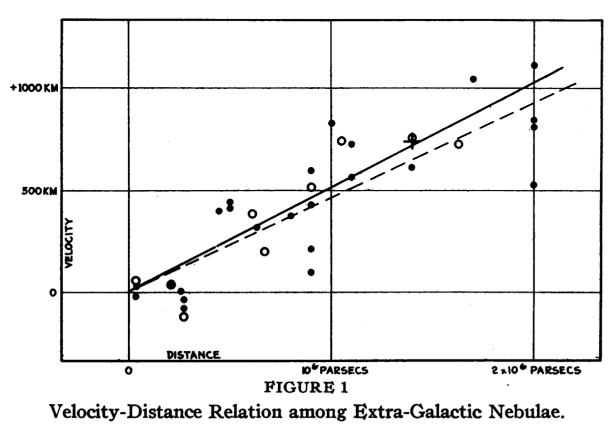 +1000 KM
500 KM
0
VELOCITY
DISTANCE
0
10⁶ PARSECS
2 x 10⁶ PARSECS
FIGURE 1
Velocity-Distance Relation among Extra-Galactic Nebulae.